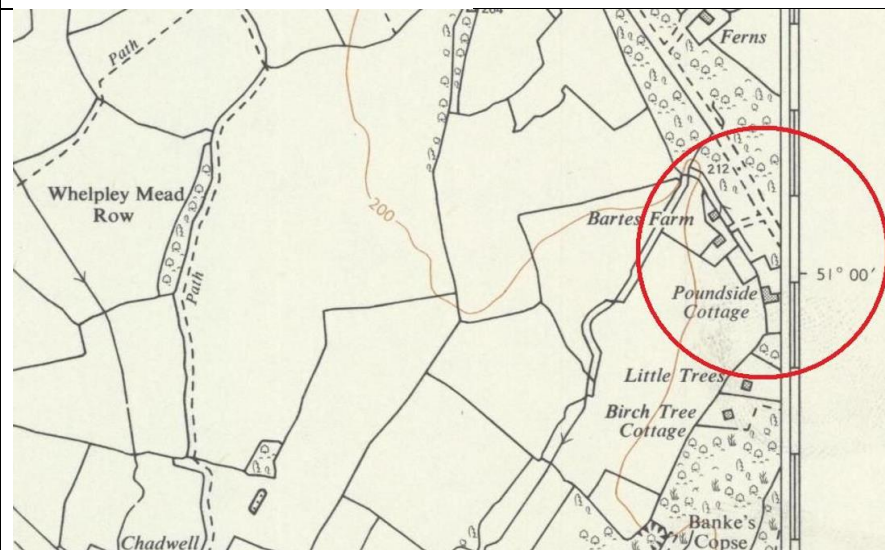 204
Ferns
Path
212
Whelpley Mead
Row
200
Bartes Farm
51° 00′
Path
Poundside
Cottage
Little Trees
Birch Tree
Cottage
Banke's
Copse
Chadwell